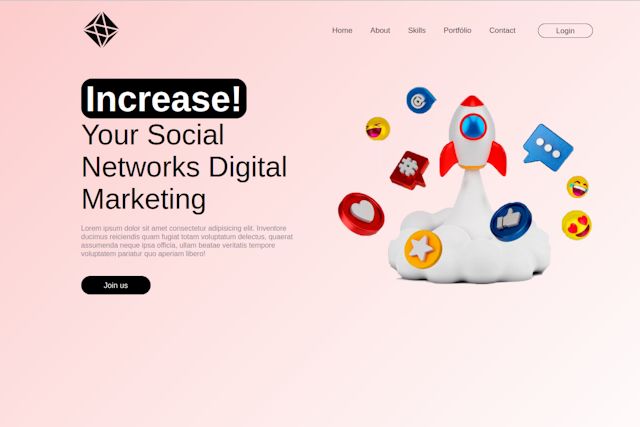 Home About Skills Portfólio Contact Login
Increase!
Your Social
Networks Digital
Marketing
Lorem ipsum dolor sit amet consectetur adipisicing elit. Inventore
ducimus reiciendis quam fugiat totam voluptatum delectus, quaerat
assumenda neque ipsa officia, ullam beatae veritatis tempore
voluptatem pariatur quo aperiam libero!
Join us